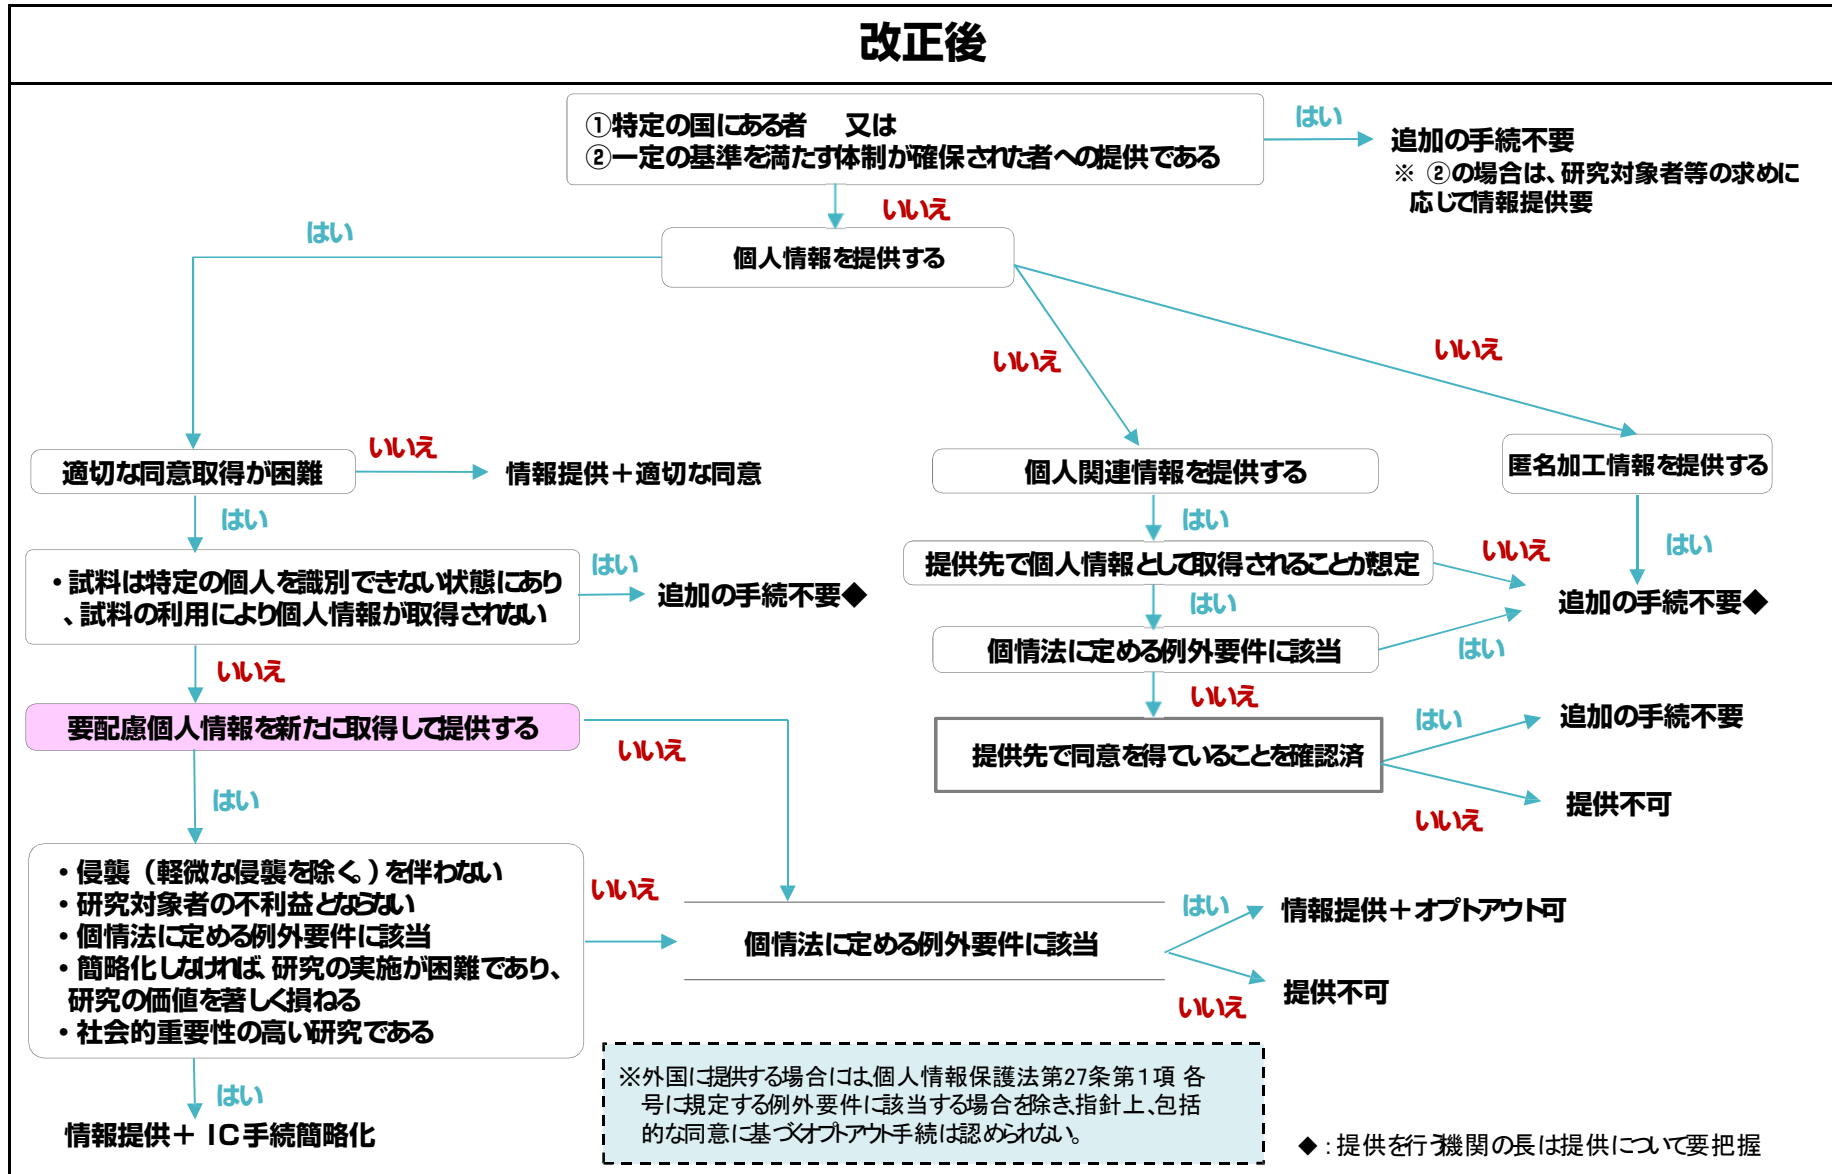 改正後
①特定の国にある者　又は
②一定の基準を満たす体制が確保された者への提供である
はい
追加の手続不要
※ ②の場合は、研究対象者等の求めに
応じて情報提供要
いいえ
はい
個人情報を提供する
いいえ
いいえ
適切な同意取得が困難
いいえ
情報提供＋適切な同意
個人関連情報を提供する
匿名加工情報を提供する
はい
はい
はい
・試料は特定の個人を識別できない状態にあり
、試料の利用により個人情報が取得されない
はい
追加の手続不要◆
提供先で個人情報として取得されることが想定
いいえ
追加の手続不要◆
はい
個情法に定める例外要件に該当
はい
いいえ
いいえ
要配慮個人情報を新たに取得して提供する
いいえ
提供先で同意を得ていることを確認済
はい
追加の手続不要
いいえ
提供不可
はい
・侵襲（軽微な侵襲を除く。）を伴わない
・研究対象者の不利益とならない
・個情法に定める例外要件に該当
・簡略化しなければ、研究の実施が困難であり、
研究の価値を著しく損ねる
・社会的重要性の高い研究である
いいえ
個情法に定める例外要件に該当
はい
情報提供＋オプトアウト可
いいえ
提供不可
はい
情報提供＋ IC手続簡略化
※外国に提供する場合には、個人情報保護法第27条第１項 各
号に規定する例外要件に該当する場合を除き、指針上、包括
的な同意に基づくオプトアウト手続は認められない。
◆：提供を行う機関の長は提供について要把握